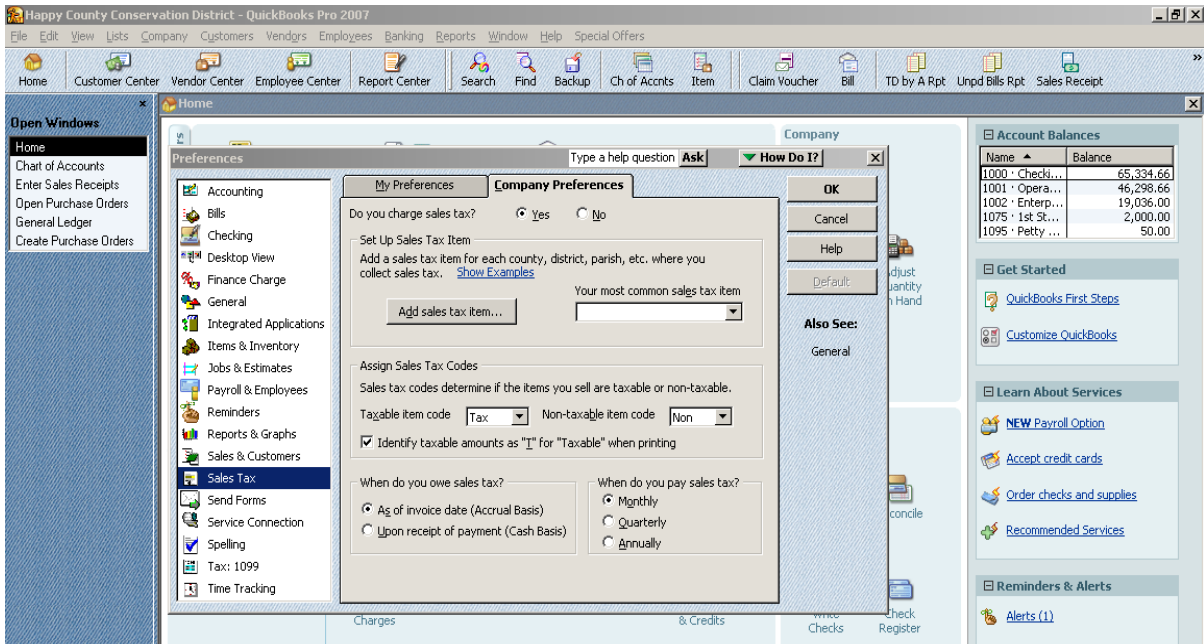 Happy County Conservation District - QuickBooks Pro 2007
File Edit View Lists Company Customers Vendors Employees Banking Reports Window Help Special Offers
Home Customer Center Vendor Center Employee Center Report Center Search Find Backup Ch of Accnts Item Claim Voucher Bill TD by A Rpt Unpd Bills Rpt Sales Receipt »
Open Windows
Home
Chart of Accounts
Enter Sales Receipts
Open Purchase Orders
General Ledger
Create Purchase Orders
Home
Company
Preferences
Type a help question Ask
How Do I?
Accounting
Bills
Checking
Desktop View
Finance Charge
General
Integrated Applications
Items & Inventory
Jobs & Estimates
Payroll & Employees
Reminders
Reports & Graphs
Sales & Customers
Sales Tax
Send Forms
Service Connection
Spelling
Tax: 1099
Time Tracking
My Preferences Company Preferences
Do you charge sales tax? Yes No
Set Up Sales Tax Item
Add a sales tax item for each county, district, parish, etc. where you
collect sales tax. Show Examples
Your most common sales tax item
Add sales tax item...
Assign Sales Tax Codes
Sales tax codes determine if the items you sell are taxable or non-taxable.
Taxable item code Tax Non-taxable item code Non
Identify taxable amounts as "T" for "Taxable" when printing
When do you owe sales tax?
As of invoice date (Accrual Basis)
Upon receipt of payment (Cash Basis)
When do you pay sales tax?
Monthly
Quarterly
Annually
OK
Cancel
Help
Default
Also See:
General
Hand
Charges
& Credits
Checks
Check
Register
Account Balances
Name Balance
1000 · Checki... 65,334.66
1001 · Opera... 46,298.66
1002 · Enterp... 19,036.00
1075 · 1st St... 2,000.00
1095 · Petty ... 50.00
Get Started
QuickBooks First Steps
Customize QuickBooks
Learn About Services
NEW Payroll Option
Accept credit cards
Order checks and supplies
Recommended Services
Reminders & Alerts
Alerts (1)